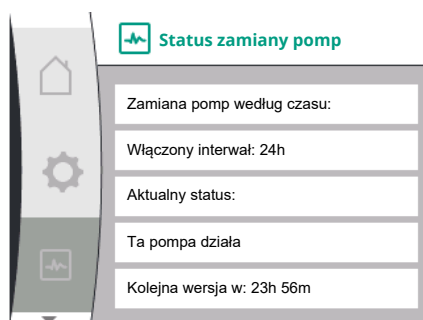 Status zamiany pomp
Zamiana pomp według czasu:
Włączony interwał: 24h
Aktualny status:
Ta pompa działa
Kolejna wersja w: 23h 56m